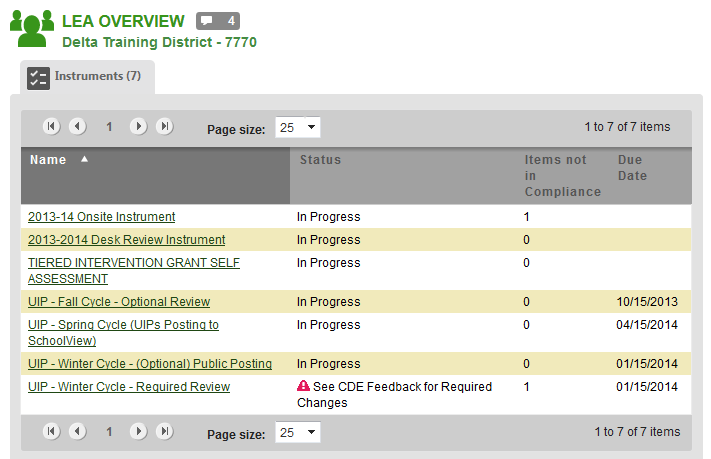 LEA OVERVIEW 4
Delta Training District - 7770
Instruments (7)
1 Page size: 25 1 to 7 of 7 items
Name Status Items not in Compliance Due Date
2013-14 Onsite Instrument In Progress 1
2013-2014 Desk Review Instrument In Progress 0
TIERED INTERVENTION GRANT SELF In Progress 0
ASSESSMENT
UIP - Fall Cycle - Optional Review In Progress 0 10/15/2013
UIP - Spring Cycle (UIPs Posting to In Progress 0 04/15/2014
SchoolView)
UIP - Winter Cycle - (Optional) Public Posting In Progress 0 01/15/2014
UIP - Winter Cycle - Required Review See CDE Feedback for Required 1 01/15/2014
Changes
1 Page size: 25 1 to 7 of 7 items